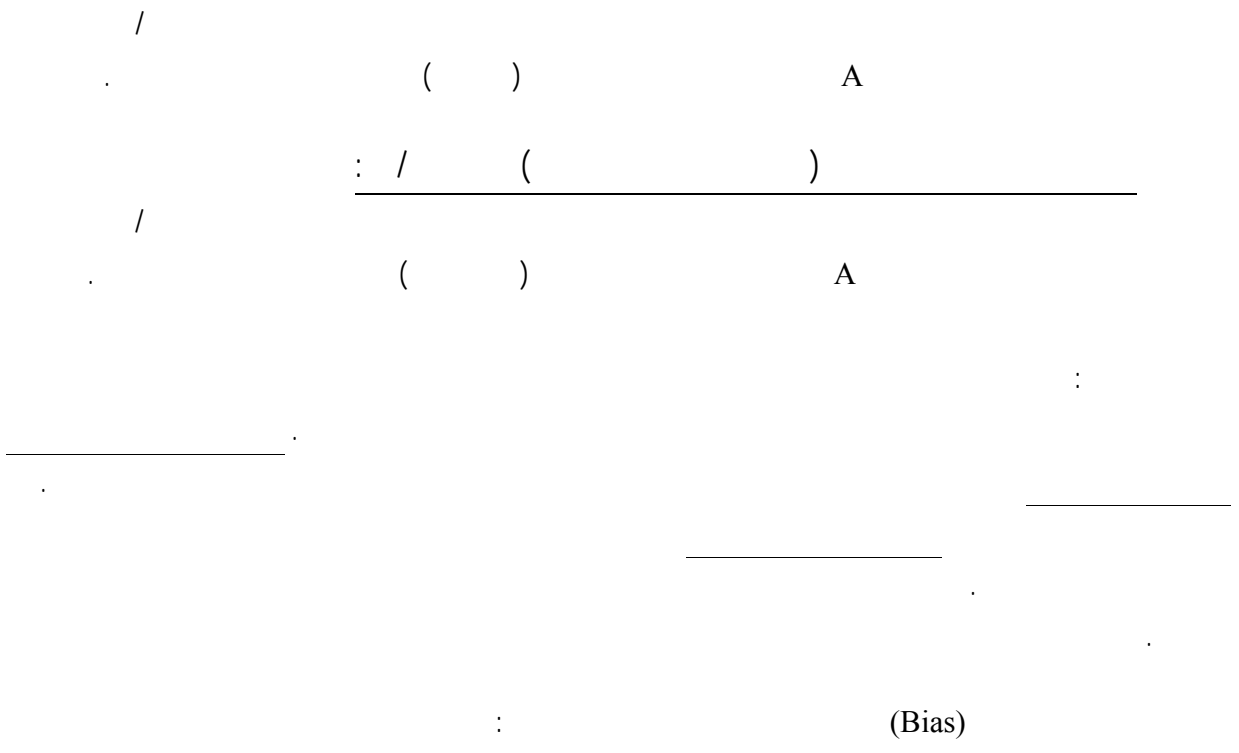 /
A ( ) .
( ) / :
/
A ( ) .
:
.
.
.
.
(Bias) :